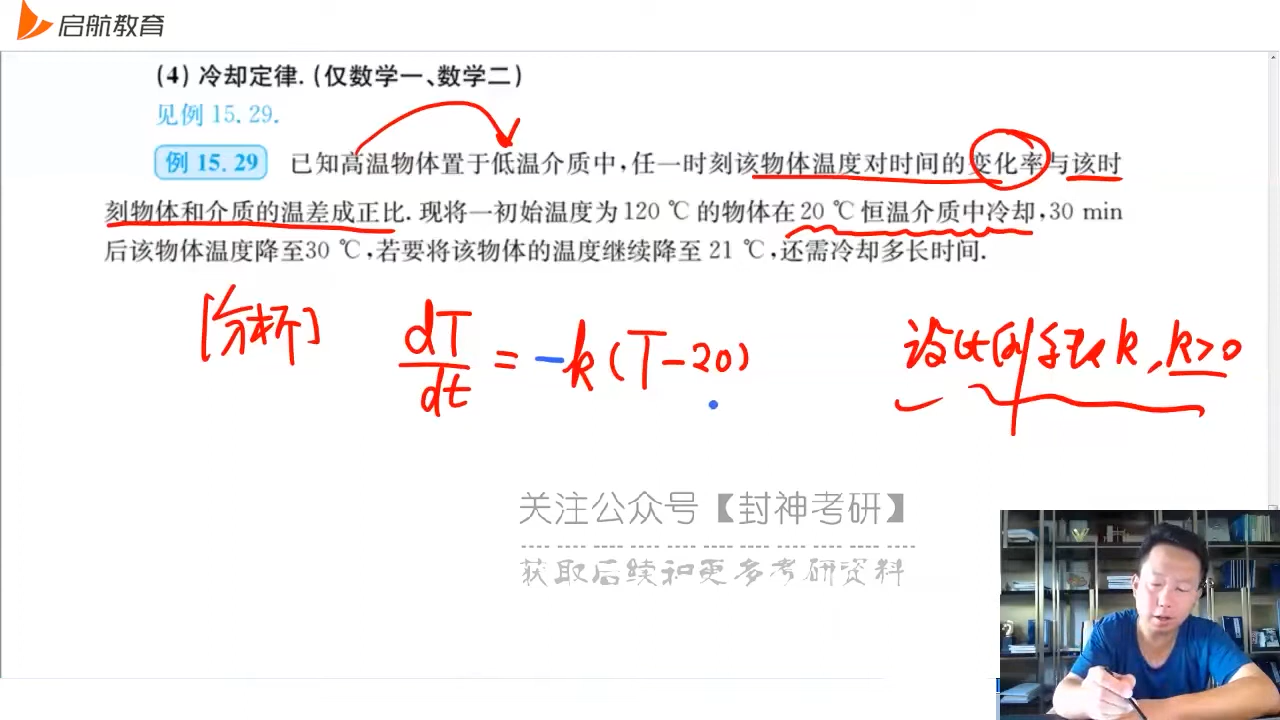 启航教育
(4) 冷却定律.(仅数学一、数学二)
见例 15.29.
例 15.29 已知高温物体置于低温介质中,任一时刻该物体温度对时间的变化率与该时
刻物体和介质的温差成正比.现将一初始温度为 120 ℃ 的物体在 20 ℃ 恒温介质中冷却,30 min
后该物体温度降至30 ℃,若要将该物体的温度继续降至 21 ℃,还需冷却多长时间.
[分析] dT/dt = -k(T-20) 设比例系数 k, k>0
关注公众号【封神考研】
获取后续和更多考研资料